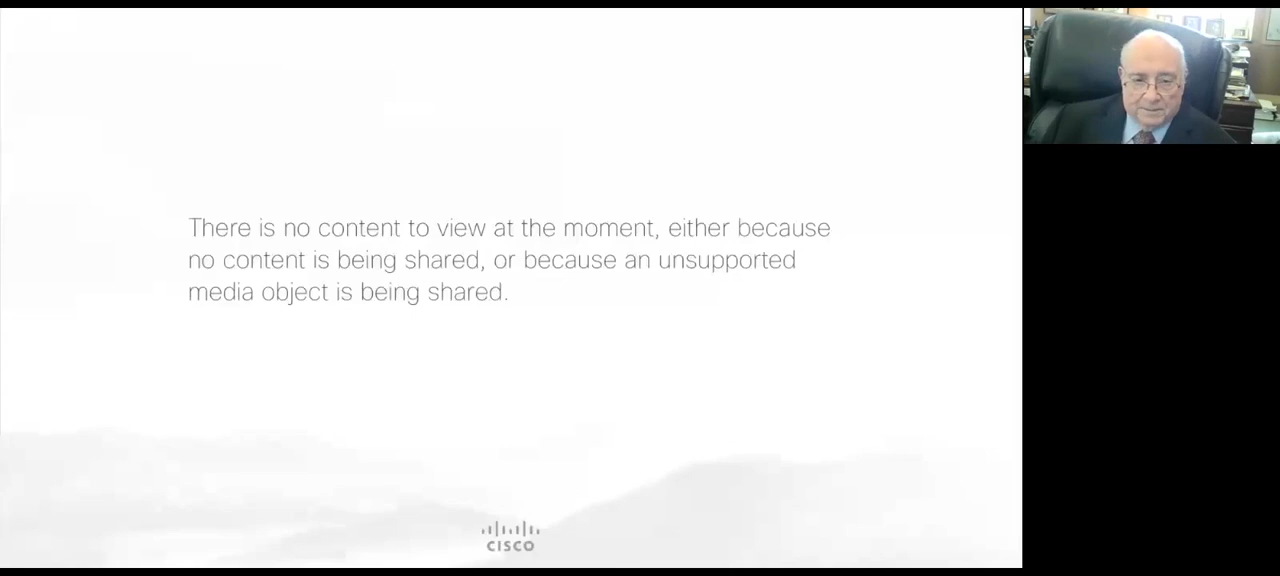 There is no content to view at the moment, either because
no content is being shared, or because an unsupported
media object is being shared.
CISCO